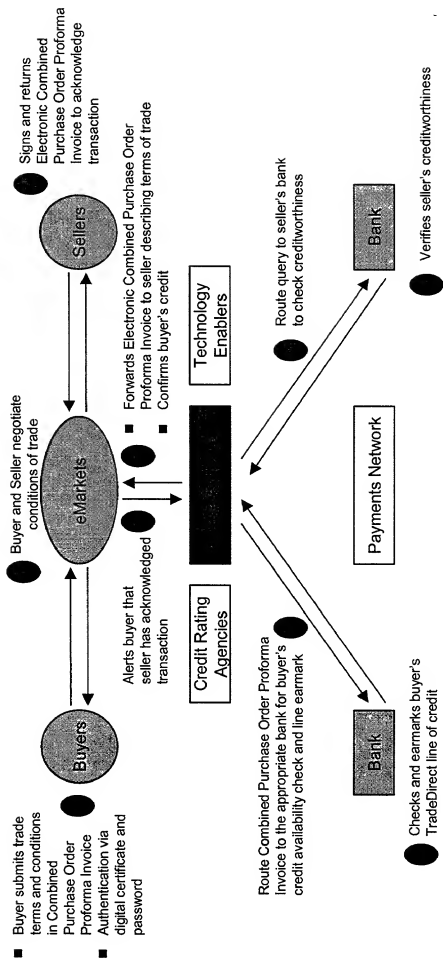 Buyer submits trade
terms and conditions
in Combined
Purchase Order
Proforma Invoice
Authentication via
digital certificate and
password
Buyers
Buyer and Seller negotiate
conditions of trade
eMarkets
Sellers
Signs and returns
Electronic Combined
Purchase Order Proforma
Invoice to acknowledge
transaction
Alerts buyer that
seller has acknowledged
transaction
Forwards Electronic Combined Purchase Order
Proforma Invoice to seller describing terms of trade
Confirms buyer's credit
Credit Rating
Agencies
Technology
Enablers
Route Combined Purchase Order Proforma
Invoice to the appropriate bank for buyer's
credit availability check and line earmark
Route query to seller's bank
to check creditworthiness
Bank
Payments Network
Bank
Checks and earmarks buyer's
TradeDirect line of credit
Verifies seller's creditworthiness